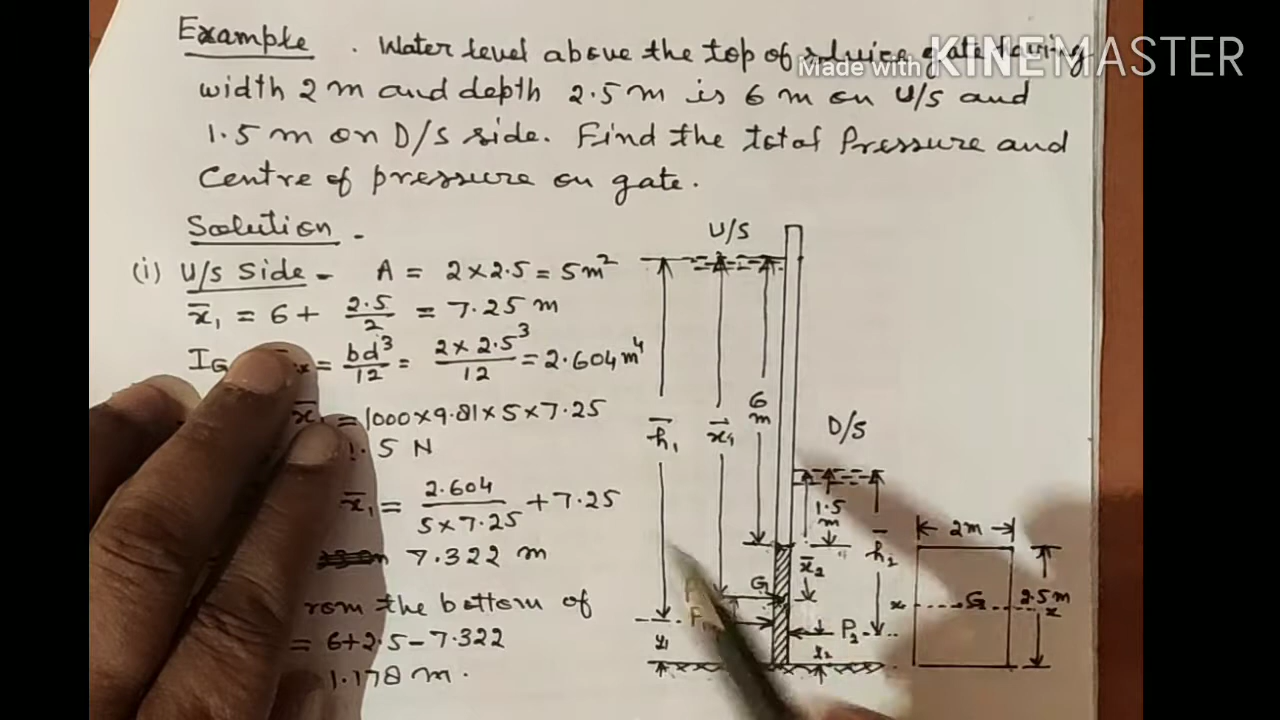 Example . Water level above the top of sluice gate having
Made with KINEMASTER
width 2 m and depth 2.5 m is 6 m on U/S and
1.5 m on D/S side. Find the total Pressure and
Centre of pressure on gate.
Solution -
(i) U/S Side - A = 2×2.5 = 5 m²
x̄₁ = 6 + 2.5/2 = 7.25 m
I_G = bd³/12 = 2 × 2.5³/12 = 2.604 m⁴
x̄₁ = 1000×9.81×5×7.25
.5 N
x̄₁ = 2.604/5×7.25 + 7.25
7.322 m
rom the bottom of
= 6+2.5-7.322
1.178 m.
U/S
h̄₁
x̄₁
6 m
D/S
1.5 m
x̄₂
h̄₂
G
P₂
2m
x G x
2.5 m